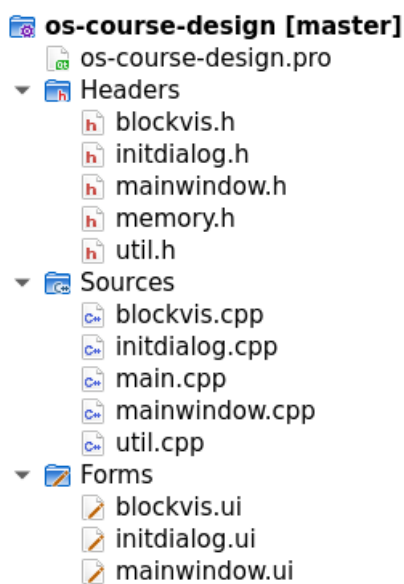 os-course-design [master]
os-course-design.pro
Headers
blockvis.h
initdialog.h
mainwindow.h
memory.h
util.h
Sources
blockvis.cpp
initdialog.cpp
main.cpp
mainwindow.cpp
util.cpp
Forms
blockvis.ui
initdialog.ui
mainwindow.ui